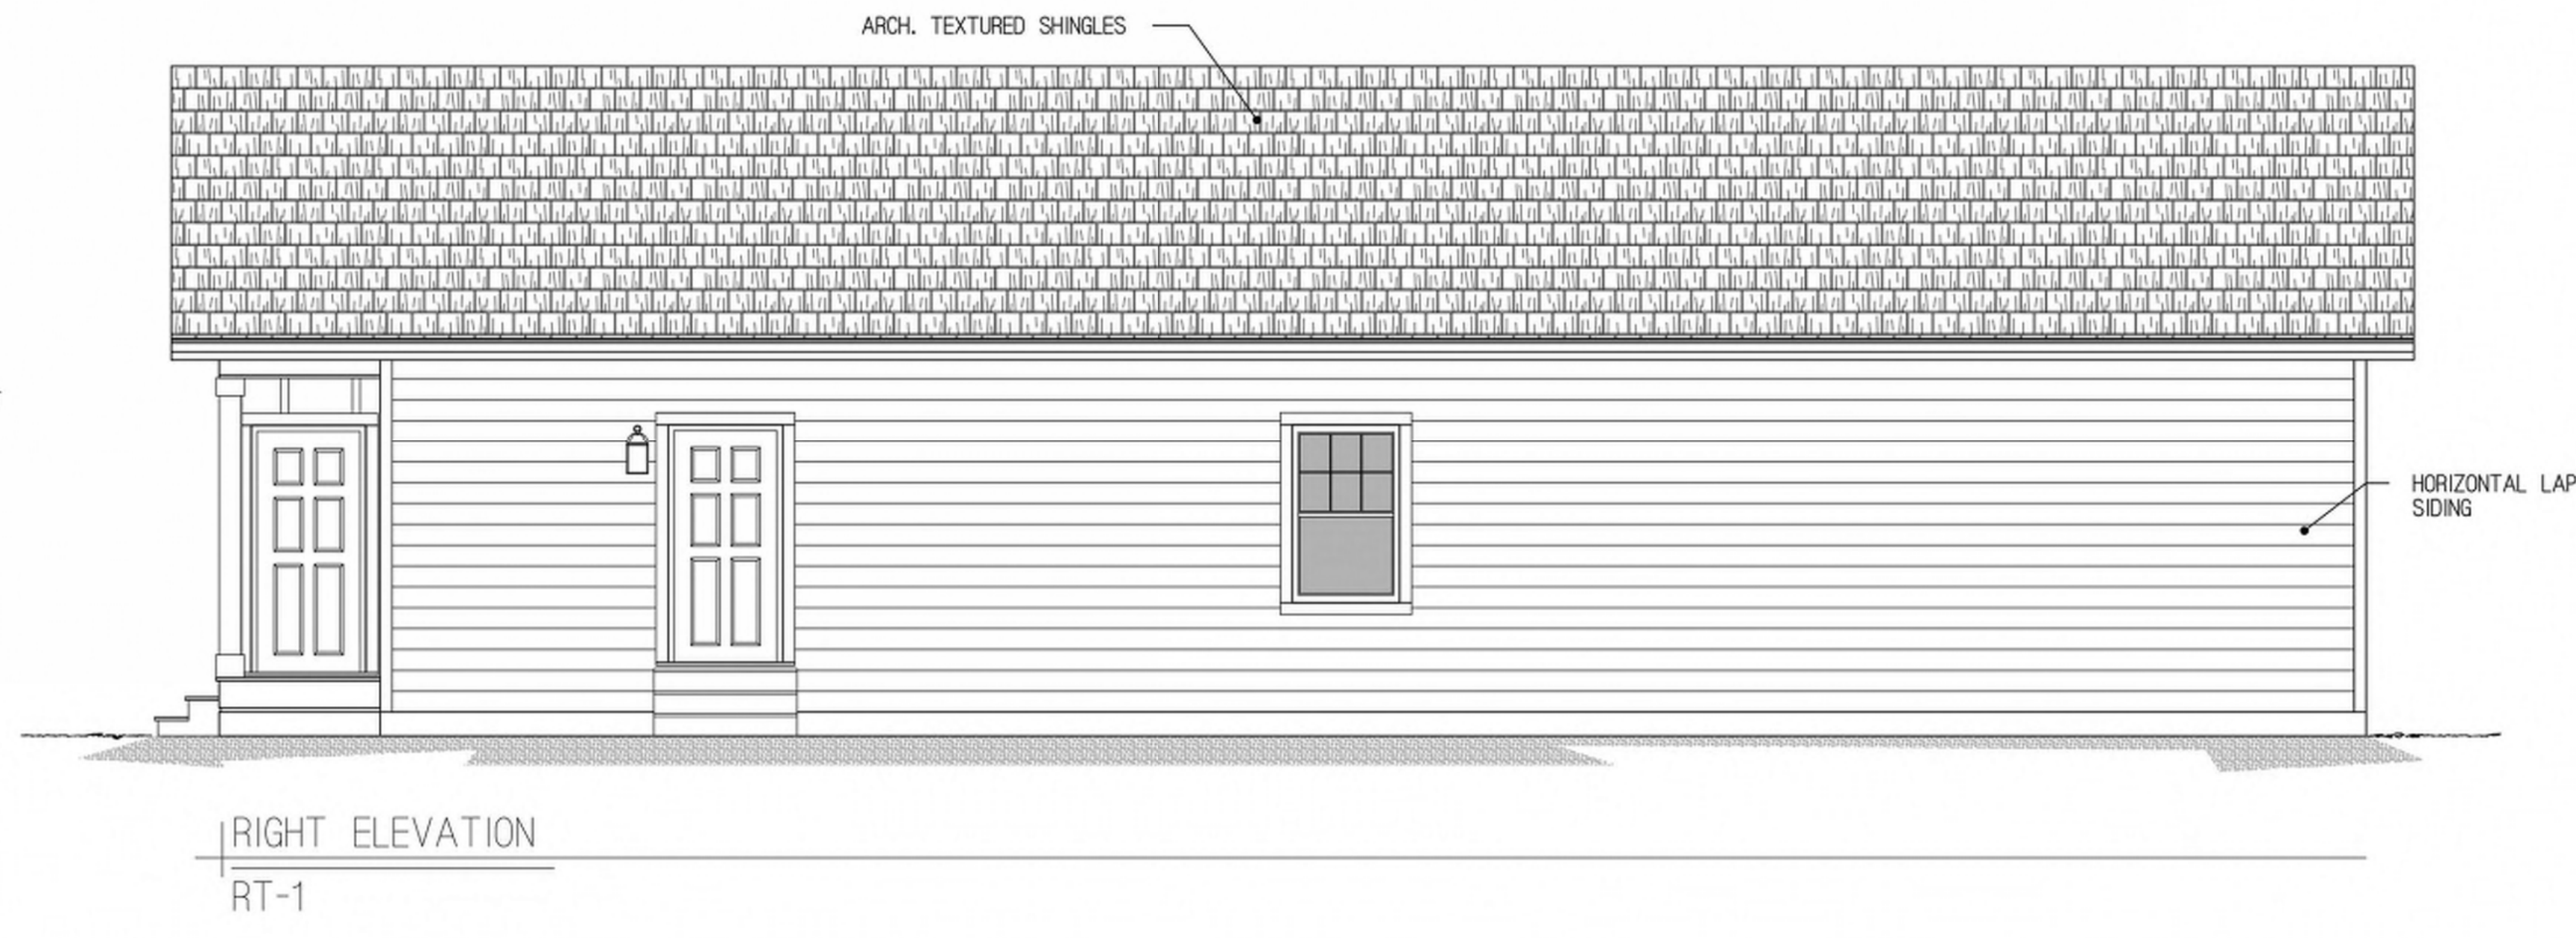 ARCH. TEXTURED SHINGLES
HORIZONTAL LAP
SIDING
RIGHT ELEVATION
RT-1